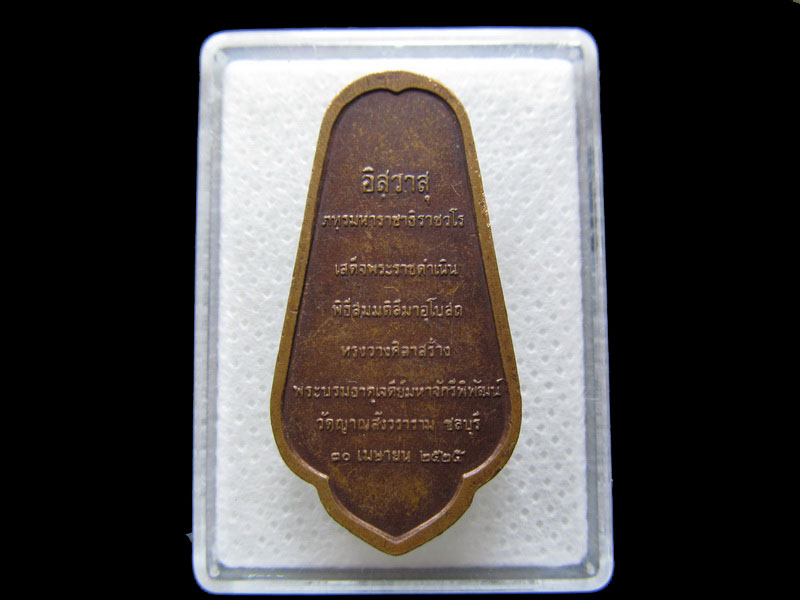 อิสฺวาสุ
ภทฺรมหาราชาธิราชวโร
เสด็จพระราชดำเนิน
พิธีสมมติสีมาอุโบสถ
ทรงวางศิลาสร้าง
พระบรมธาตุเจดีย์มหาจักรีพิพัฒน์
วัดญาณสังวราราม ชลบุรี
๓๐ เมษายน ๒๕๒๕